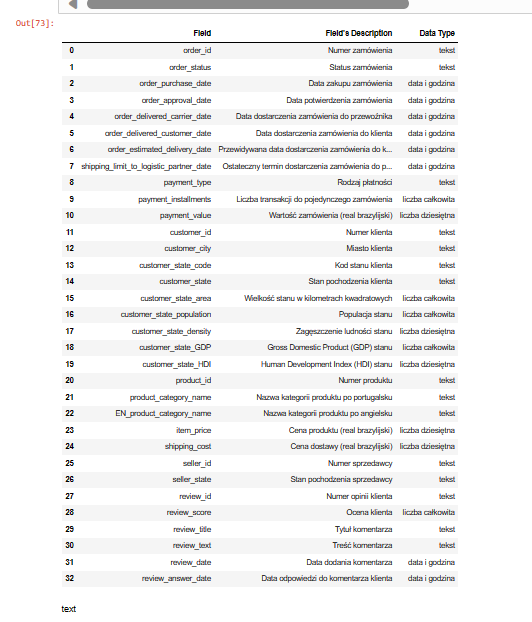 Out[73]:
Field Field's Description Data Type
0 order_id Numer zamówienia tekst
1 order_status Status zamówienia tekst
2 order_purchase_date Data zakupu zamówienia data i godzina
3 order_approval_date Data potwierdzenia zamówienia data i godzina
4 order_delivered_carrier_date Data dostarczenia zamówienia do przewoźnika data i godzina
5 order_delivered_customer_date Data dostarczenia zamówienia do klienta data i godzina
6 order_estimated_delivery_date Przewidywana data dostarczenia zamówienia do k... data i godzina
7 shipping_limit_to_logistic_partner_date Ostateczny termin dostarczenia zamówienia do p... data i godzina
8 payment_type Rodzaj płatności tekst
9 payment_installments Liczba transakcji do pojedynczego zamówienia liczba całkowita
10 payment_value Wartość zamówienia (real brazylijski) liczba dziesiętna
11 customer_id Numer klienta tekst
12 customer_city Miasto klienta tekst
13 customer_state_code Kod stanu klienta tekst
14 customer_state Stan pochodzenia klienta tekst
15 customer_state_area Wielkość stanu w kilometrach kwadratowych liczba całkowita
16 customer_state_population Populacja stanu liczba całkowita
17 customer_state_density Zagęszczenie ludności stanu liczba dziesiętna
18 customer_state_GDP Gross Domestic Product (GDP) stanu liczba całkowita
19 customer_state_HDI Human Development Index (HDI) stanu liczba dziesiętna
20 product_id Numer produktu tekst
21 product_category_name Nazwa kategorii produktu po portugalsku tekst
22 EN_product_category_name Nazwa kategorii produktu po angielsku tekst
23 item_price Cena produktu (real brazylijski) liczba dziesiętna
24 shipping_cost Cena dostawy (real brazylijski) liczba dziesiętna
25 seller_id Numer sprzedawcy tekst
26 seller_state Stan pochodzenia sprzedawcy tekst
27 review_id Numer opinii klienta tekst
28 review_score Ocena klienta liczba całkowita
29 review_title Tytuł komentarza tekst
30 review_text Treść komentarza tekst
31 review_date Data dodania komentarza data i godzina
32 review_answer_date Data odpowiedzi do komentarza klienta data i godzina
text